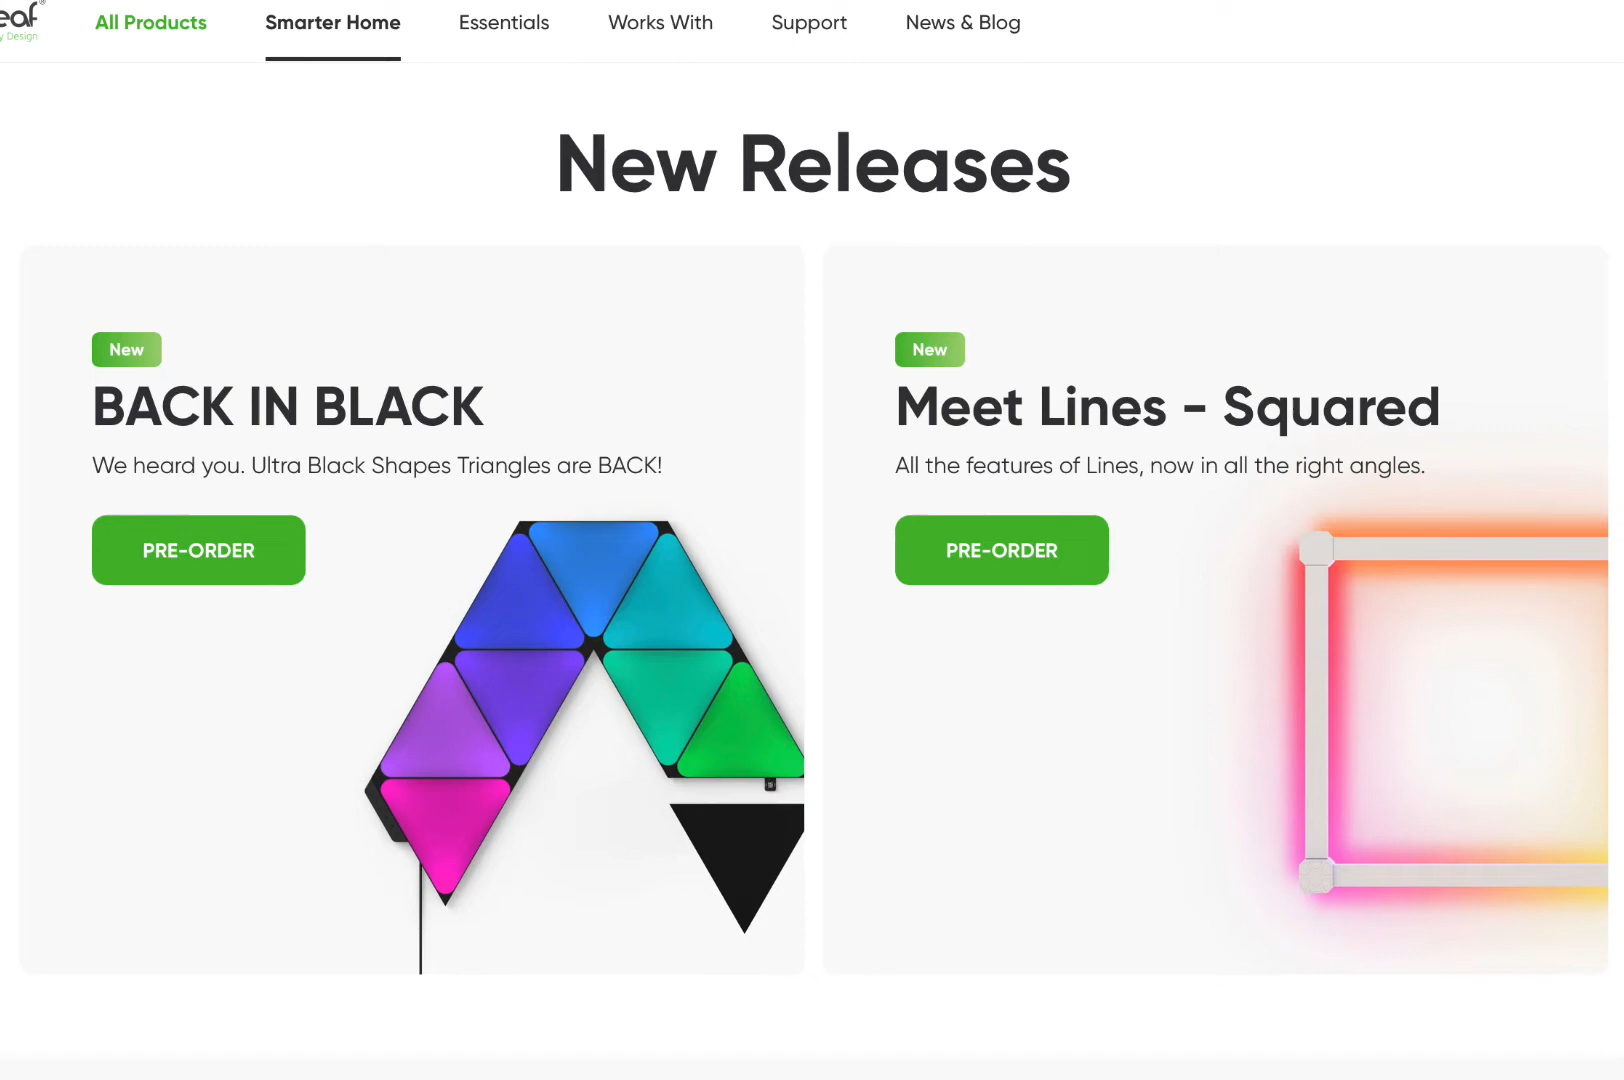 eaf®
y Design
All Products
Smarter Home
Essentials
Works With
Support
News & Blog
New Releases
New
BACK IN BLACK
We heard you. Ultra Black Shapes Triangles are BACK!
PRE-ORDER
New
Meet Lines - Squared
All the features of Lines, now in all the right angles.
PRE-ORDER